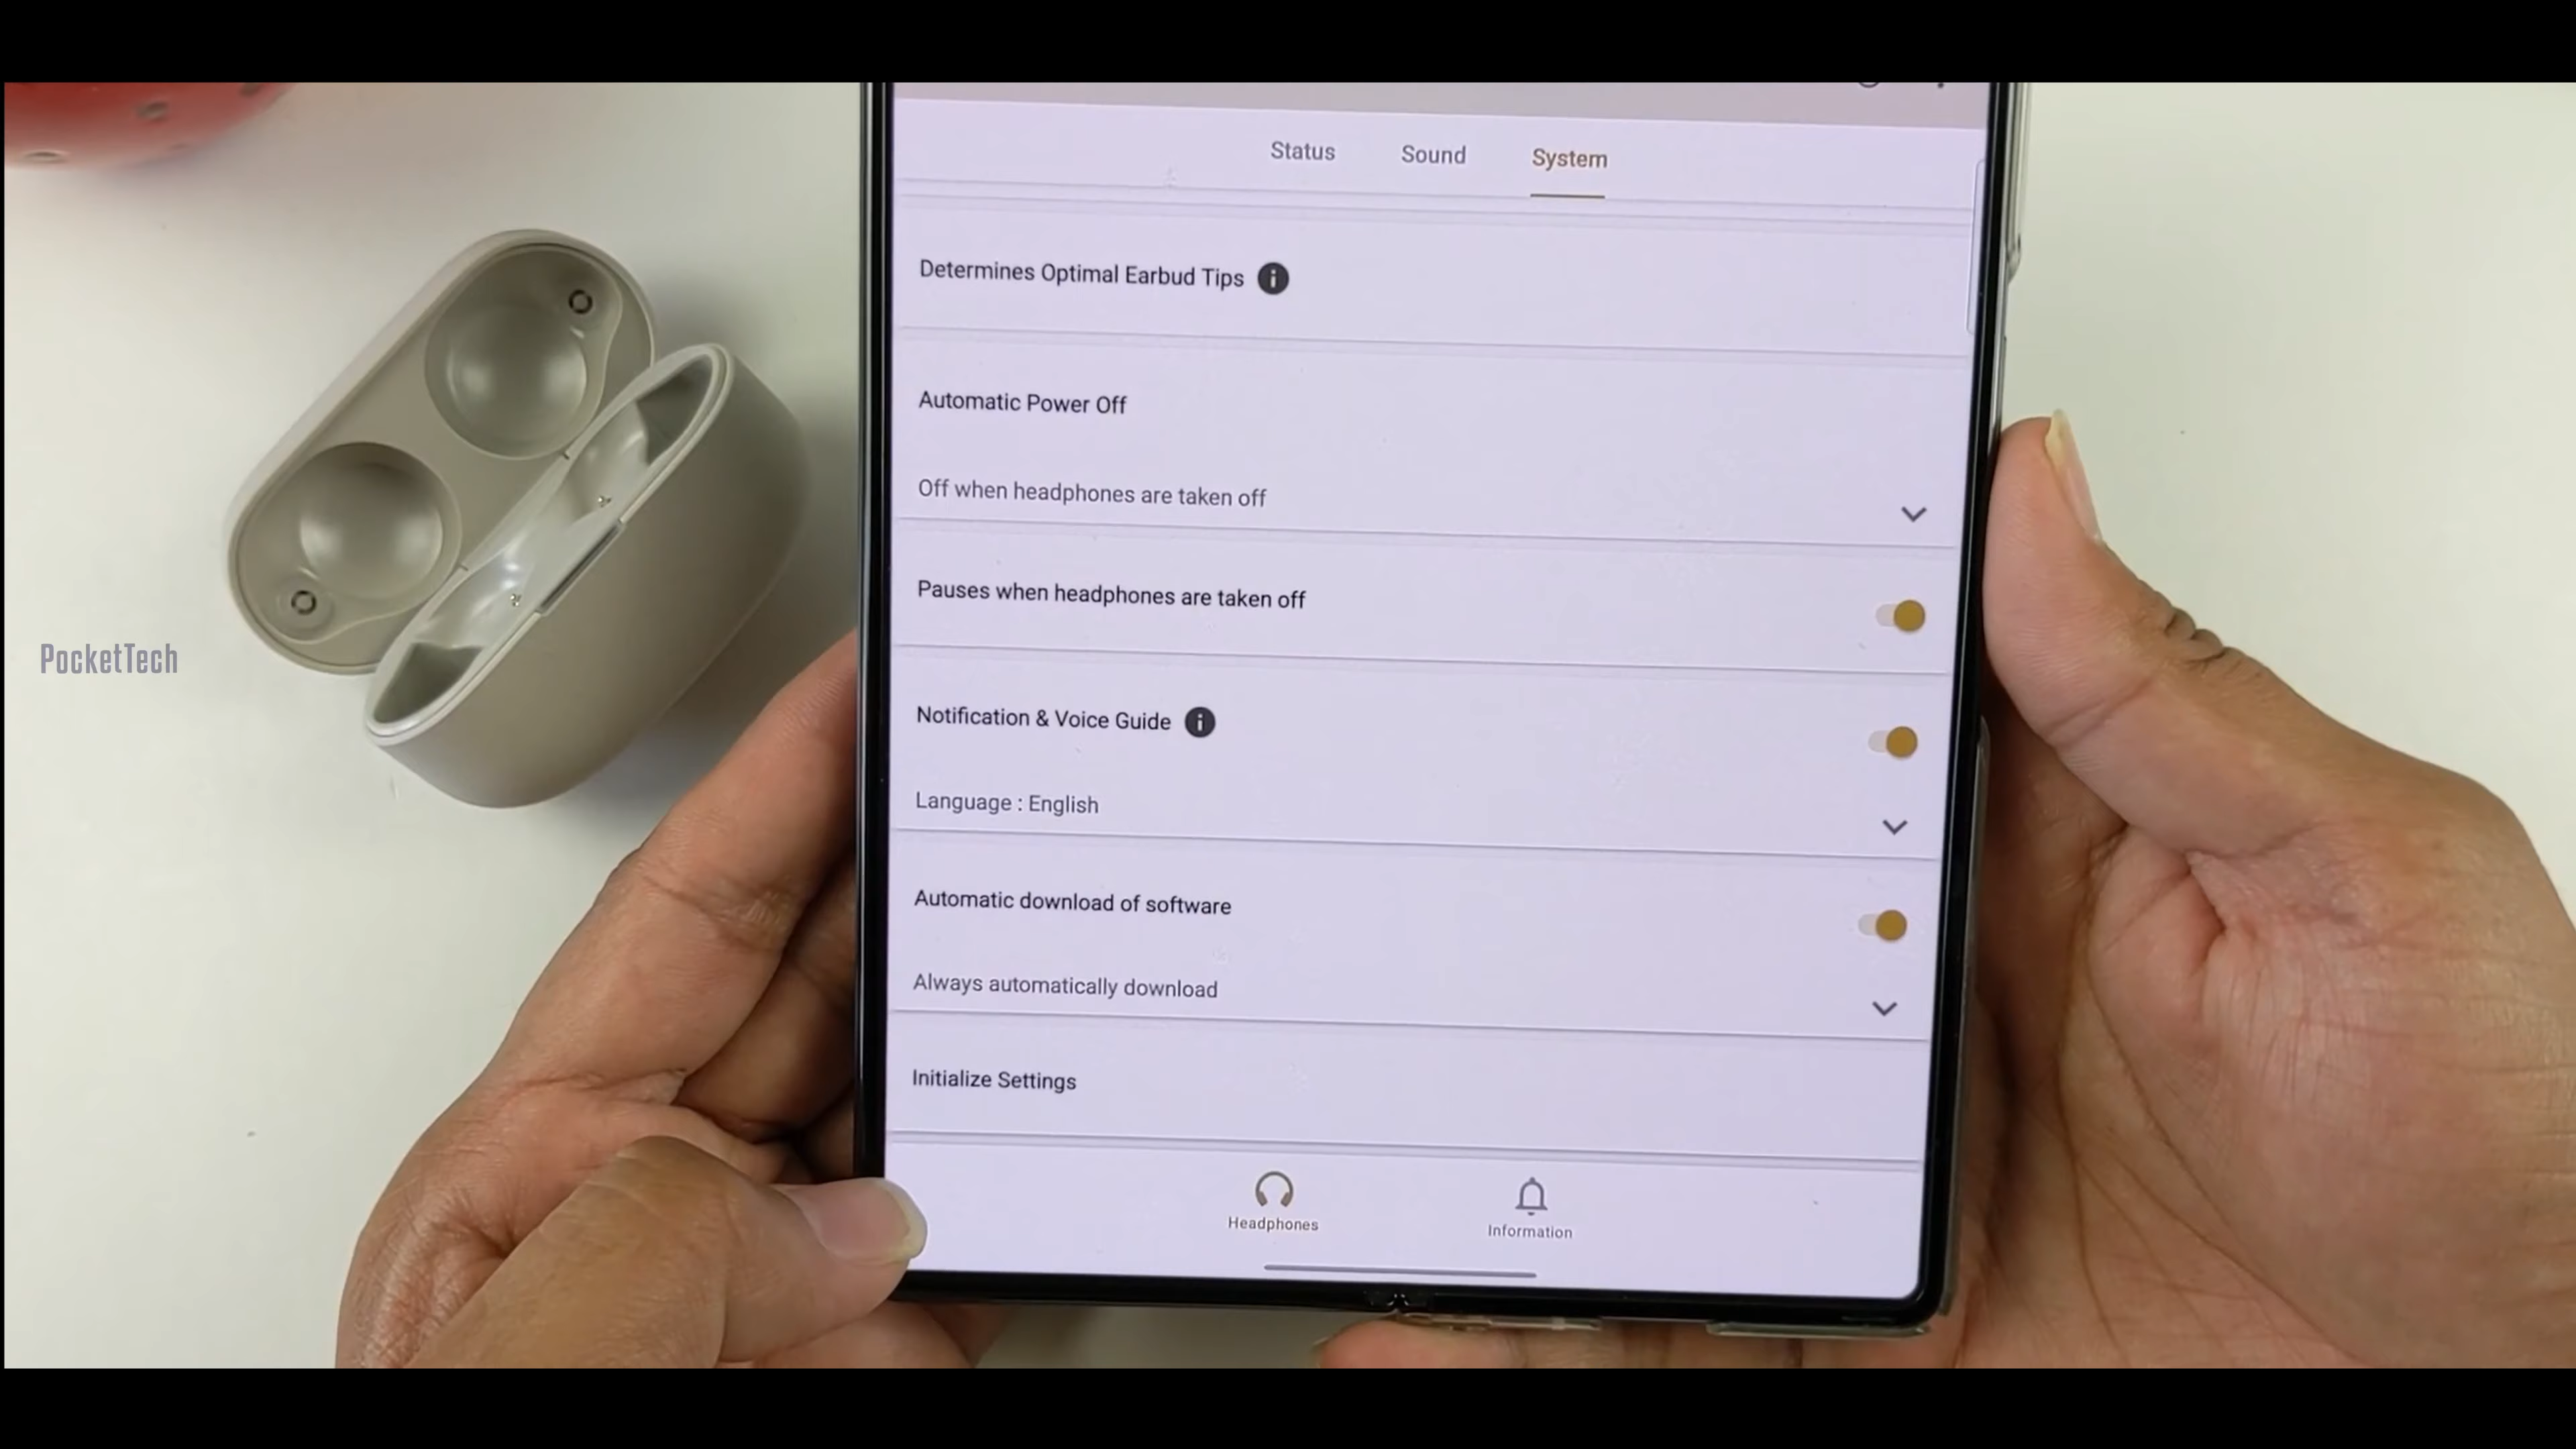 Status Sound System
Determines Optimal Earbud Tips
Automatic Power Off
Off when headphones are taken off
Pauses when headphones are taken off
PocketTech
Notification & Voice Guide
Language : English
Automatic download of software
Always automatically download
Initialize Settings
Headphones Information